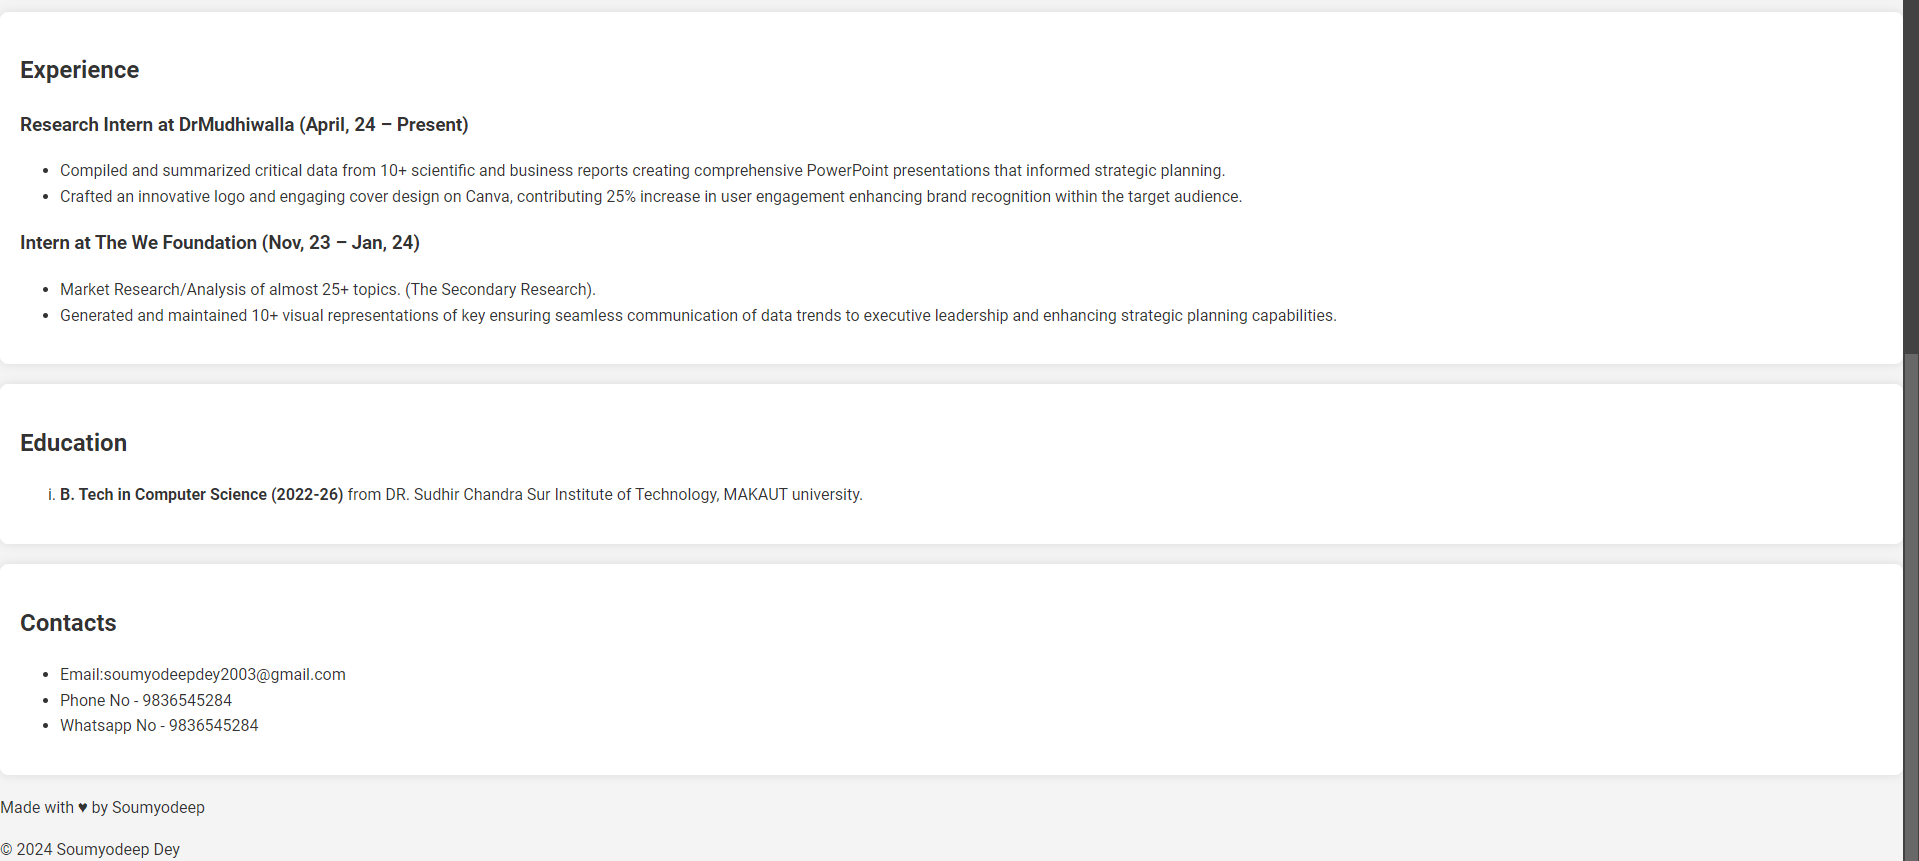 Experience
Research Intern at DrMudhiwalla (April, 24 – Present)
• Compiled and summarized critical data from 10+ scientific and business reports creating comprehensive PowerPoint presentations that informed strategic planning.
• Crafted an innovative logo and engaging cover design on Canva, contributing 25% increase in user engagement enhancing brand recognition within the target audience.
Intern at The We Foundation (Nov, 23 – Jan, 24)
• Market Research/Analysis of almost 25+ topics. (The Secondary Research).
• Generated and maintained 10+ visual representations of key ensuring seamless communication of data trends to executive leadership and enhancing strategic planning capabilities.
Education
i. B. Tech in Computer Science (2022-26) from DR. Sudhir Chandra Sur Institute of Technology, MAKAUT university.
Contacts
• Email:soumyodeepdey2003@gmail.com
• Phone No - 9836545284
• Whatsapp No - 9836545284
Made with ♥ by Soumyodeep
© 2024 Soumyodeep Dey